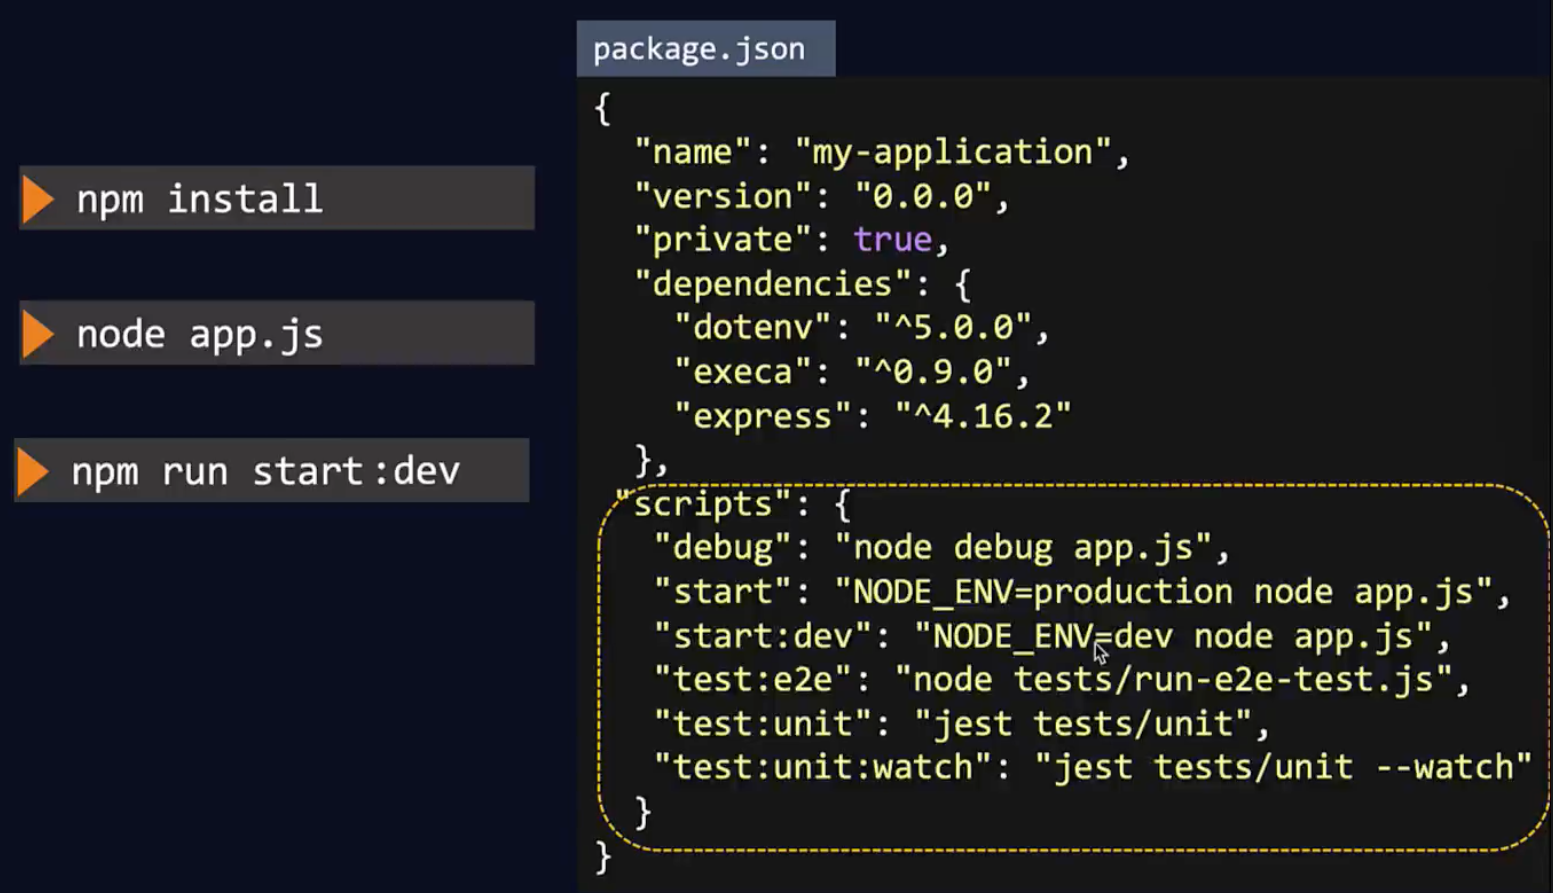 npm install
node app.js
npm run start:dev
package.json
{
"name": "my-application",
"version": "0.0.0",
"private": true,
"dependencies": {
"dotenv": "^5.0.0",
"execa": "^0.9.0",
"express": "^4.16.2"
},
"scripts": {
"debug": "node debug app.js",
"start": "NODE_ENV=production node app.js",
"start:dev": "NODE_ENV=dev node app.js",
"test:e2e": "node tests/run-e2e-test.js",
"test:unit": "jest tests/unit",
"test:unit:watch": "jest tests/unit --watch"
}
}